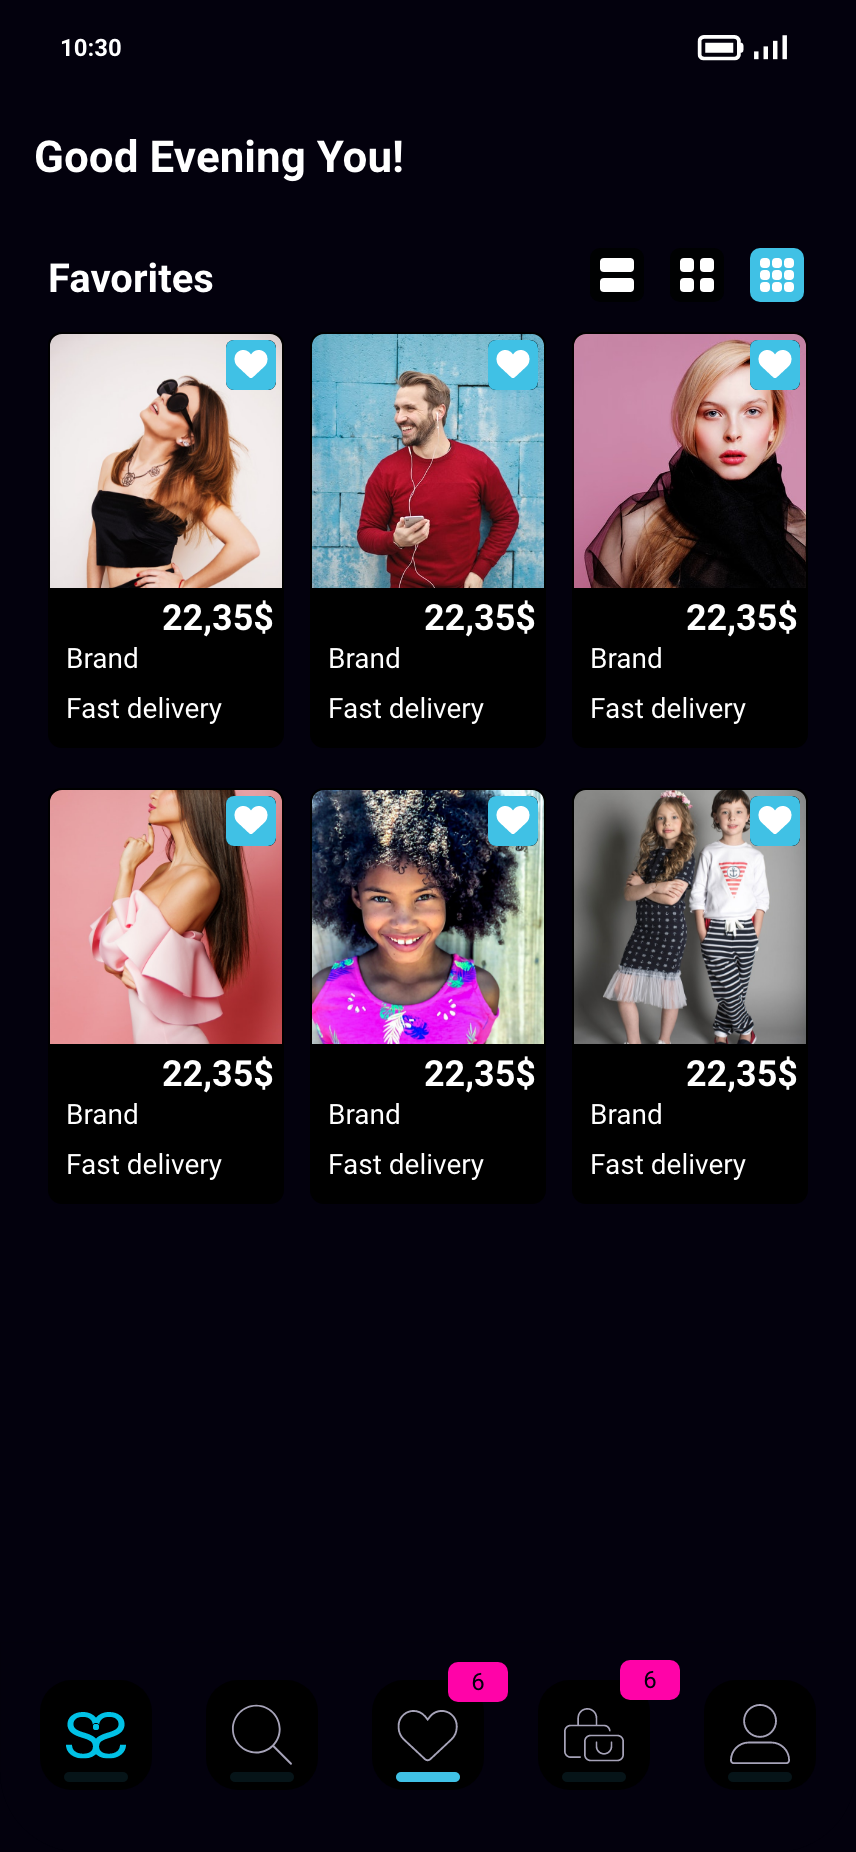 10:30
Good Evening You!
Favorites
22,35$ 22,35$ 22,35$
Brand Brand Brand
Fast delivery Fast delivery Fast delivery
22,35$ 22,35$ 22,35$
Brand Brand Brand
Fast delivery Fast delivery Fast delivery
6 6